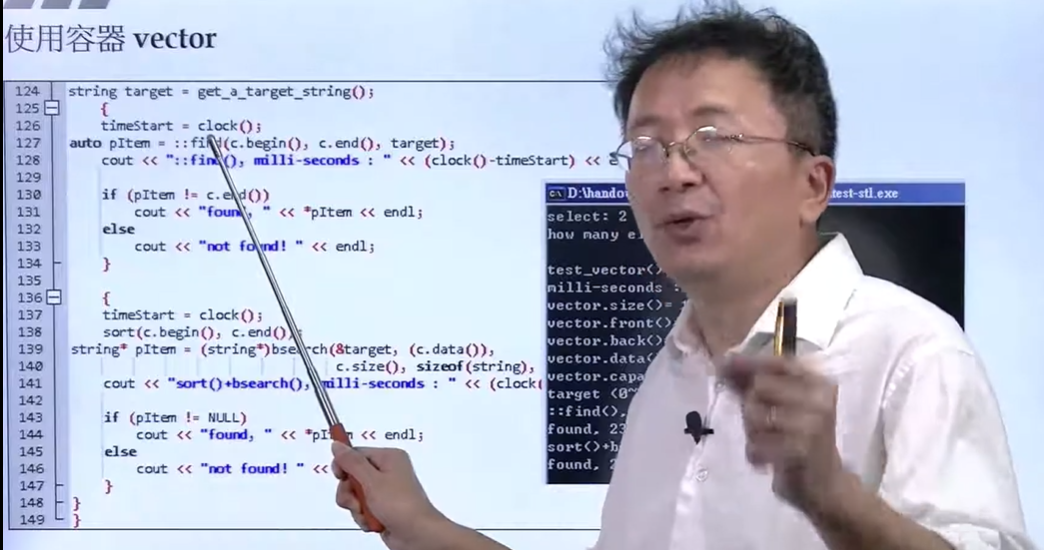 使用容器 vector
124 string target = get_a_target_string();
125 {
126 timeStart = clock();
127 auto pItem = ::find(c.begin(), c.end(), target);
128 cout << "::find(), milli-seconds : " << (clock()-timeStart) <<
129
130 if (pItem != c.end())
131 cout << "found, " << *pItem << endl;
132 else
133 cout << "not found! " << endl;
134 }
135
136 {
137 timeStart = clock();
138 sort(c.begin(), c.end());
139 string* pItem = (string*)bsearch(&target, (c.data()),
140 c.size(), sizeof(string),
141 cout << "sort()+bsearch(), milli-seconds : " << (clock(
142
143 if (pItem != NULL)
144 cout << "found, " << *pItem << endl;
145 else
146 cout << "not found! " <<
147 }
148 }
149 }
D:\handou test-stl.exe
select: 2
how many
test_vector()
milli-seconds :
vector.size()=
vector.front()
vector.back()
vector.data(
vector.capa
target (0~
::find(),
found, 23
sort()+b
found,